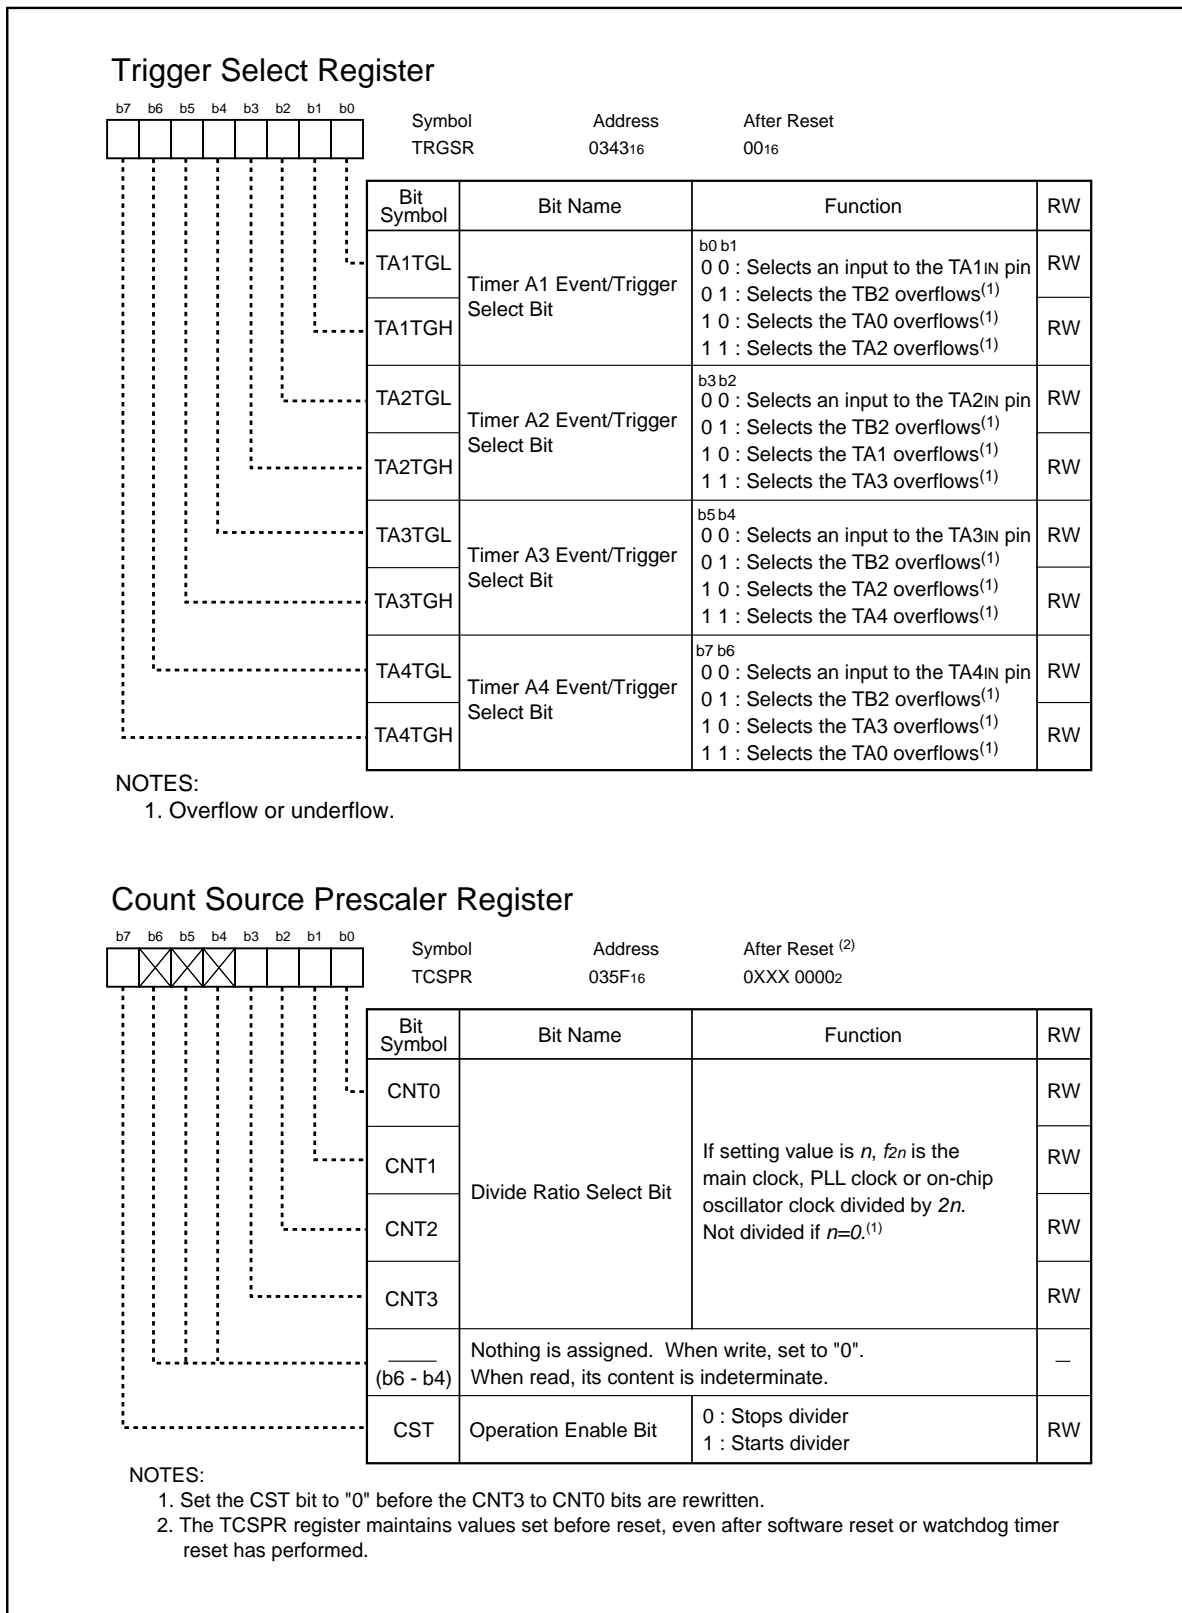 Trigger Select Register
b7 b6 b5 b4 b3 b2 b1 b0
Symbol Address After Reset
TRGSR 034316 0016
Bit Symbol Bit Name Function RW
TA1TGL RW
TA1TGH RW
Timer A1 Event/Trigger
Select Bit
b0 b1
0 0 : Selects an input to the TA1IN pin
0 1 : Selects the TB2 overflows(1)
1 0 : Selects the TA0 overflows(1)
1 1 : Selects the TA2 overflows(1)
TA2TGL RW
TA2TGH RW
Timer A2 Event/Trigger
Select Bit
b3 b2
0 0 : Selects an input to the TA2IN pin
0 1 : Selects the TB2 overflows(1)
1 0 : Selects the TA1 overflows(1)
1 1 : Selects the TA3 overflows(1)
TA3TGL RW
TA3TGH RW
Timer A3 Event/Trigger
Select Bit
b5 b4
0 0 : Selects an input to the TA3IN pin
0 1 : Selects the TB2 overflows(1)
1 0 : Selects the TA2 overflows(1)
1 1 : Selects the TA4 overflows(1)
TA4TGL RW
TA4TGH RW
Timer A4 Event/Trigger
Select Bit
b7 b6
0 0 : Selects an input to the TA4IN pin
0 1 : Selects the TB2 overflows(1)
1 0 : Selects the TA3 overflows(1)
1 1 : Selects the TA0 overflows(1)
NOTES:
1. Overflow or underflow.
Count Source Prescaler Register
b7 b6 b5 b4 b3 b2 b1 b0
Symbol Address After Reset (2)
TCSPR 035F16 0XXX 00002
Bit Symbol Bit Name Function RW
CNT0 RW
CNT1 RW
CNT2 RW
CNT3 RW
Divide Ratio Select Bit
If setting value is n, f2n is the
main clock, PLL clock or on-chip
oscillator clock divided by 2n.
Not divided if n=0.(1)
(b6 - b4)
Nothing is assigned. When write, set to "0".
When read, its content is indeterminate.
—
CST Operation Enable Bit
0 : Stops divider
1 : Starts divider
RW
NOTES:
1. Set the CST bit to "0" before the CNT3 to CNT0 bits are rewritten.
2. The TCSPR register maintains values set before reset, even after software reset or watchdog timer
reset has performed.